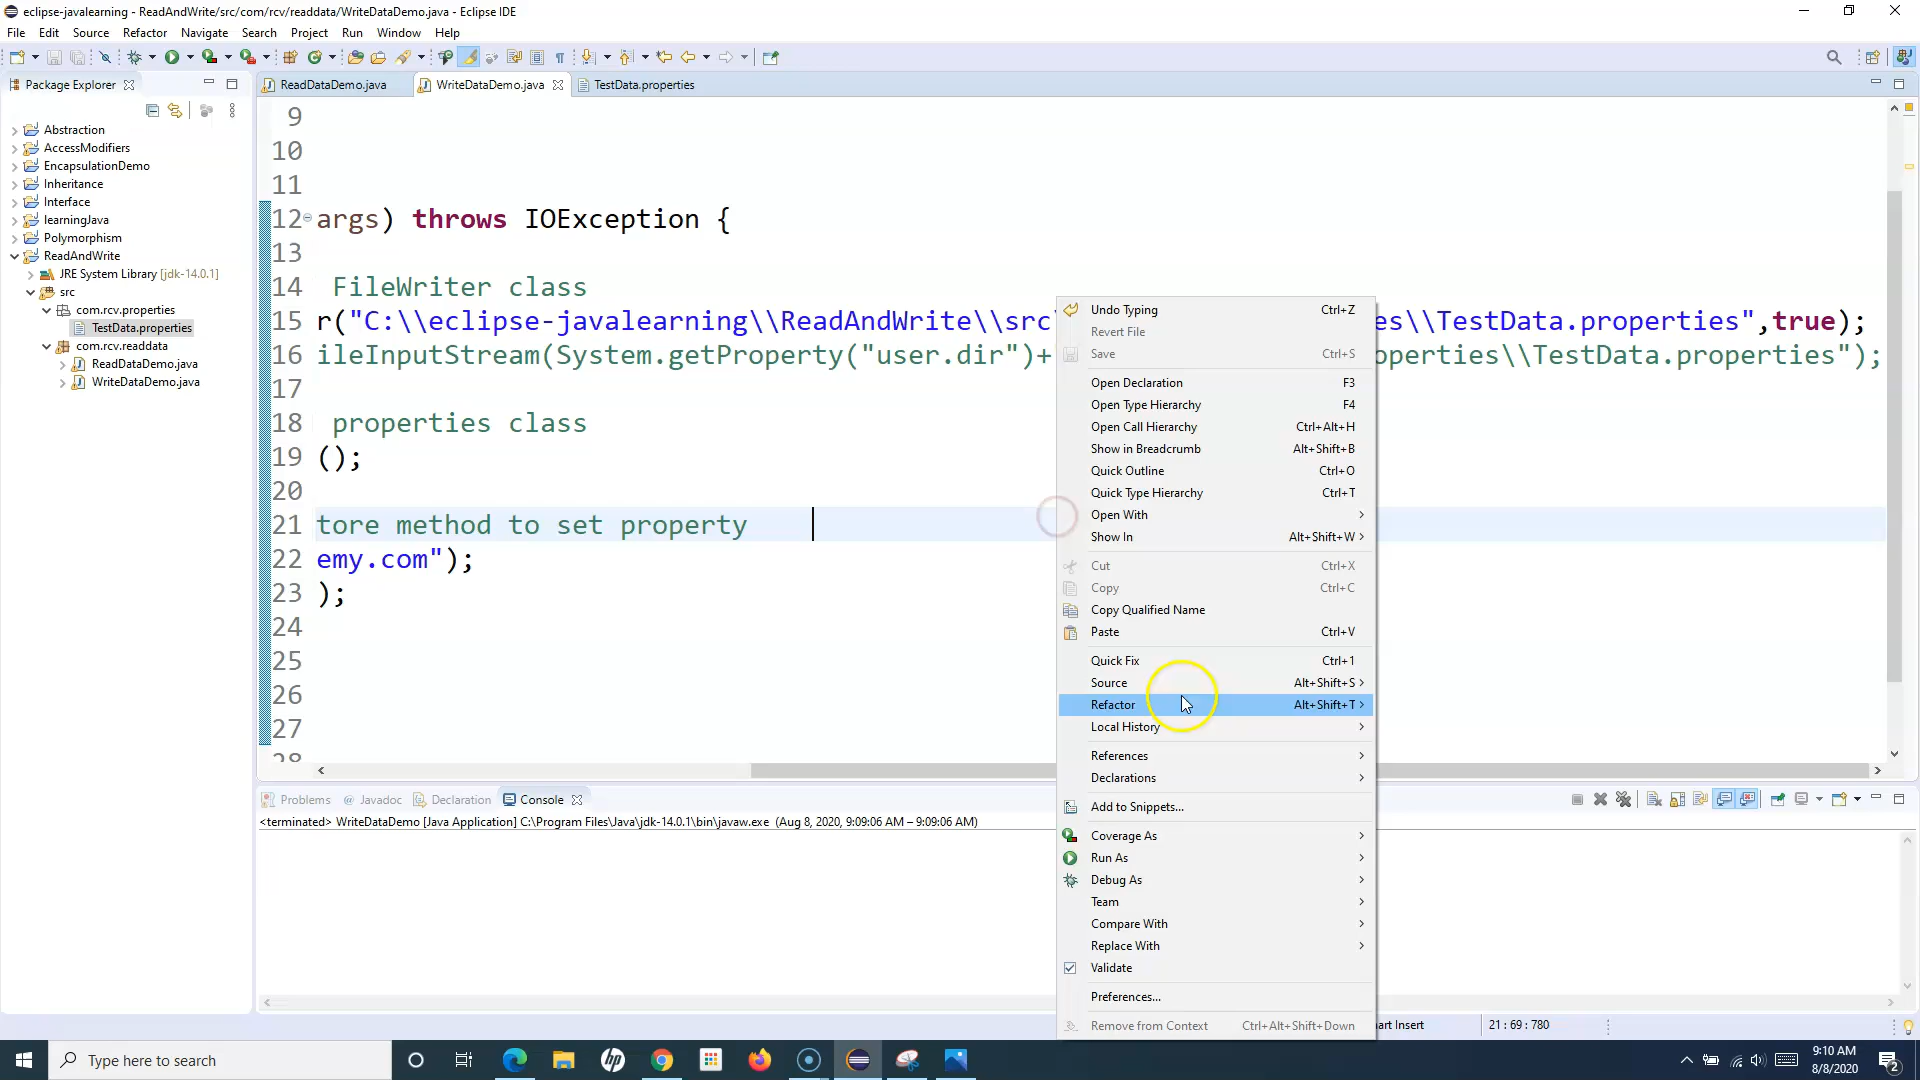 eclipse-javalearning - ReadAndWrite/src/com/rcv/readdata/WriteDataDemo.java - Eclipse IDE
File Edit Source Refactor Navigate Search Project Run Window Help
Package Explorer
ReadDataDemo.java
WriteDataDemo.java
TestData.properties
Abstraction
AccessModifiers
EncapsulationDemo
Inheritance
Interface
learningJava
Polymorphism
ReadAndWrite
JRE System Library [jdk-14.0.1]
src
com.rcv.properties
TestData.properties
com.rcv.readdata
ReadDataDemo.java
WriteDataDemo.java
9
10
11
12 args) throws IOException {
13
14 FileWriter class
15 r("C:\\eclipse-javalearning\\ReadAndWrite\\src\ es\\TestData.properties",true);
16 ileInputStream(System.getProperty("user.dir")+" operties\\TestData.properties");
17
18 properties class
19 ();
20
21 tore method to set property
22 emy.com");
23 );
24
25
26
27
28
Undo Typing Ctrl+Z
Revert File
Save Ctrl+S
Open Declaration F3
Open Type Hierarchy F4
Open Call Hierarchy Ctrl+Alt+H
Show in Breadcrumb Alt+Shift+B
Quick Outline Ctrl+O
Quick Type Hierarchy Ctrl+T
Open With
Show In Alt+Shift+W
Cut Ctrl+X
Copy Ctrl+C
Copy Qualified Name
Paste Ctrl+V
Quick Fix Ctrl+1
Source Alt+Shift+S
Refactor Alt+Shift+T
Local History
References
Declarations
Add to Snippets...
Coverage As
Run As
Debug As
Team
Compare With
Replace With
Validate
Preferences...
Remove from Context Ctrl+Alt+Shift+Down
Problems @ Javadoc Declaration Console
<terminated> WriteDataDemo [Java Application] C:\Program Files\Java\jdk-14.0.1\bin\javaw.exe (Aug 8, 2020, 9:09:06 AM – 9:09:06 AM)
art Insert
21 : 69 : 780
Type here to search
hp
9:10 AM
8/8/2020
2